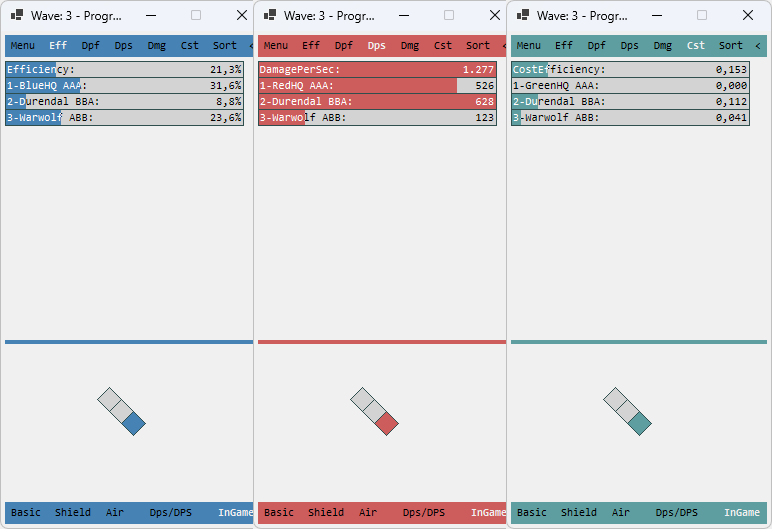 Wave: 3 - Progr...
Menu Eff Dpf Dps Dmg Cst Sort <
Efficiency: 21,3%
1-BlueHQ AAA: 31,6%
2-Durendal BBA: 8,8%
3-Warwolf ABB: 23,6%
Basic Shield Air Dps/DPS InGame
Wave: 3 - Progr...
Menu Eff Dpf Dps Dmg Cst Sort <
DamagePerSec: 1.277
1-RedHQ AAA: 526
2-Durendal BBA: 628
3-Warwolf ABB: 123
Basic Shield Air Dps/DPS InGame
Wave: 3 - Progr...
Menu Eff Dpf Dps Dmg Cst Sort <
CostEfficiency: 0,153
1-GreenHQ AAA: 0,000
2-Durendal BBA: 0,112
3-Warwolf ABB: 0,041
Basic Shield Air Dps/DPS InGame